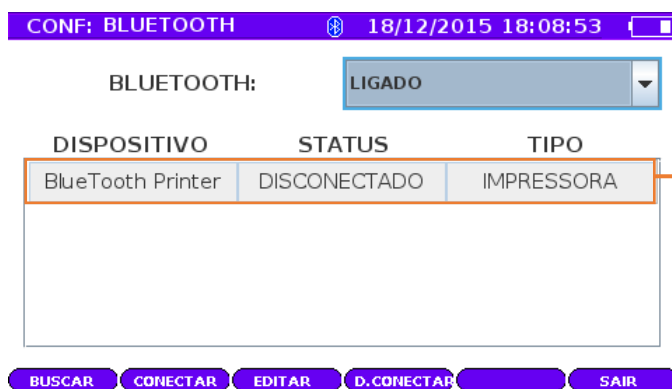 CONF: BLUETOOTH 18/12/2015 18:08:53
BLUETOOTH: LIGADO
DISPOSITIVO STATUS TIPO
BlueTooth Printer DISCONECTADO IMPRESSORA
BUSCAR CONECTAR EDITAR D.CONECTAR SAIR